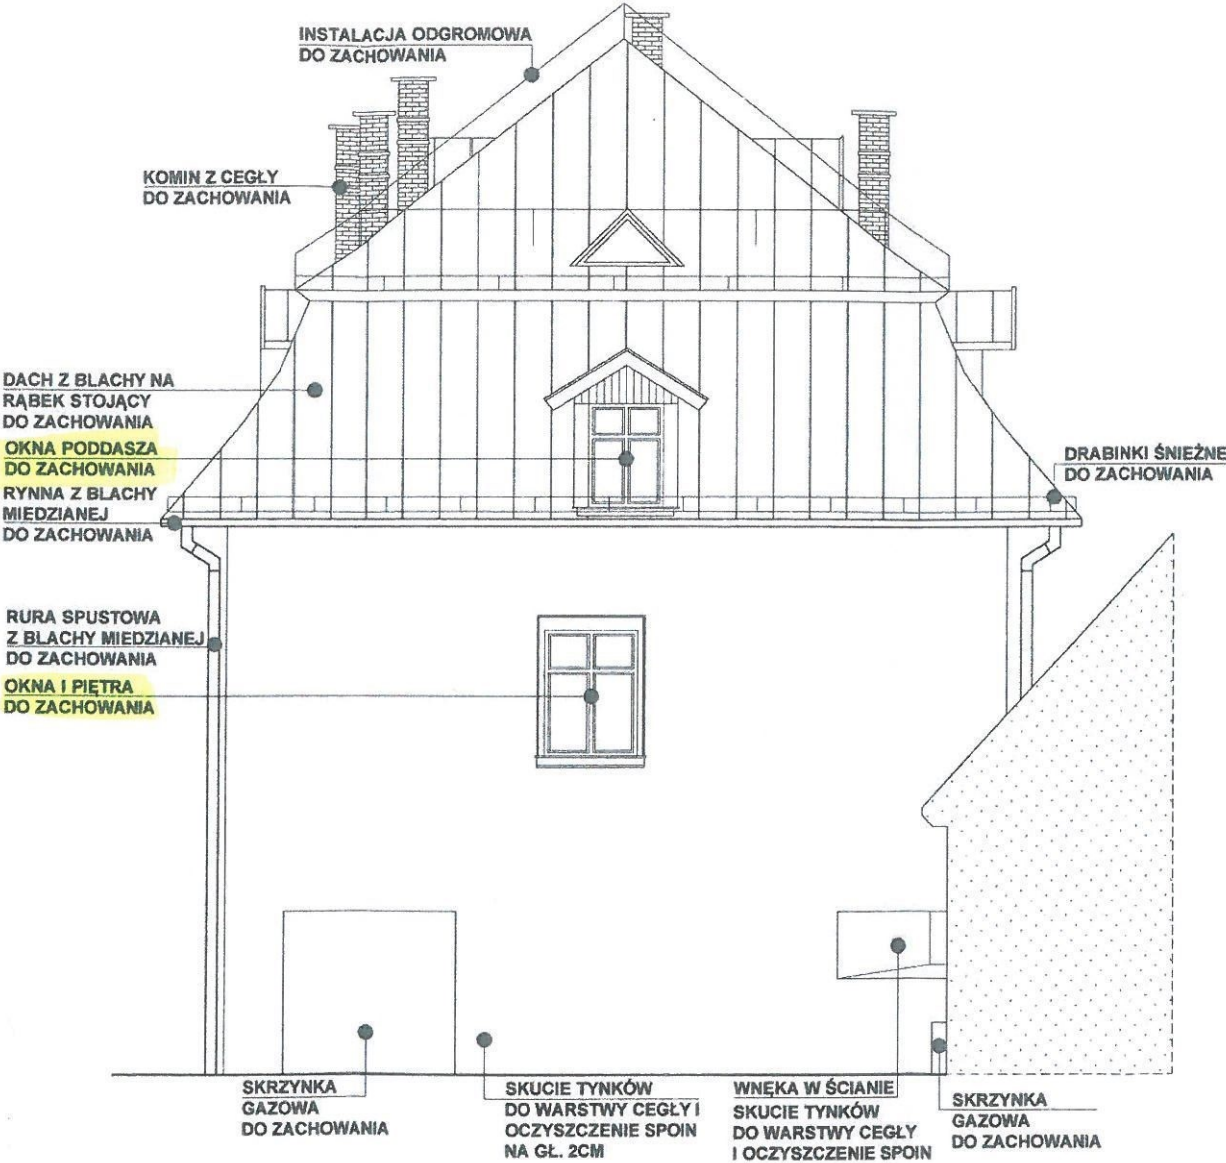 INSTALACJA ODGROMOWA
DO ZACHOWANIA
KOMIN Z CEGŁY
DO ZACHOWANIA
DACH Z BLACHY NA
RĄBEK STOJĄCY
DO ZACHOWANIA
OKNA PODDASZA
DO ZACHOWANIA
RYNNA Z BLACHY
MIEDZIANEJ
DO ZACHOWANIA
DRABINKI ŚNIEŻNE
DO ZACHOWANIA
RURA SPUSTOWA
Z BLACHY MIEDZIANEJ
DO ZACHOWANIA
OKNA I PIĘTRA
DO ZACHOWANIA
SKRZYNKA
GAZOWA
DO ZACHOWANIA
SKUCIE TYNKÓW
DO WARSTWY CEGŁY I
OCZYSZCZENIE SPOIN
NA GŁ. 2CM
WNĘKA W ŚCIANIE
SKUCIE TYNKÓW
DO WARSTWY CEGŁY
I OCZYSZCZENIE SPOIN
SKRZYNKA
GAZOWA
DO ZACHOWANIA